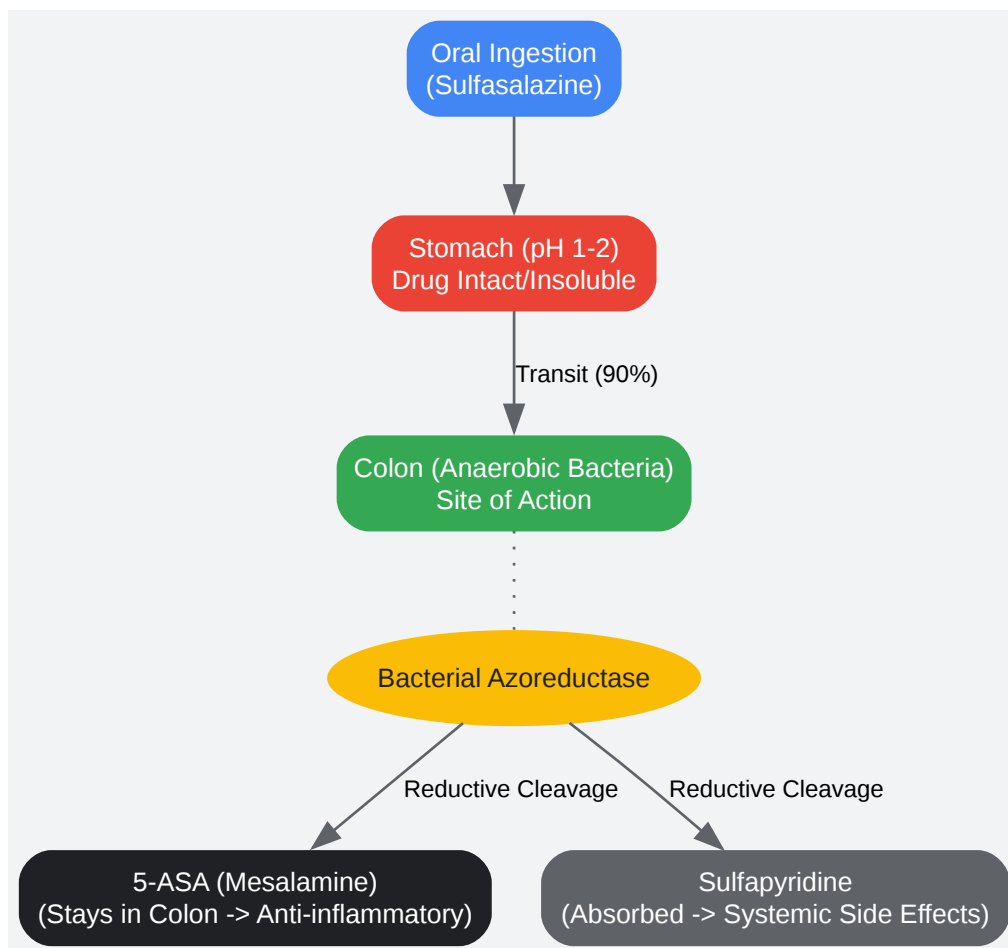 Oral Ingestion
(Sulfasalazine)
Stomach (pH 1-2)
Drug Intact/Insoluble
Transit (90%)
Colon (Anaerobic Bacteria)
Site of Action
Bacterial Azoreductase
Reductive Cleavage
Reductive Cleavage
5-ASA (Mesalamine)
(Stays in Colon -> Anti-inflammatory)
Sulfapyridine
(Absorbed -> Systemic Side Effects)